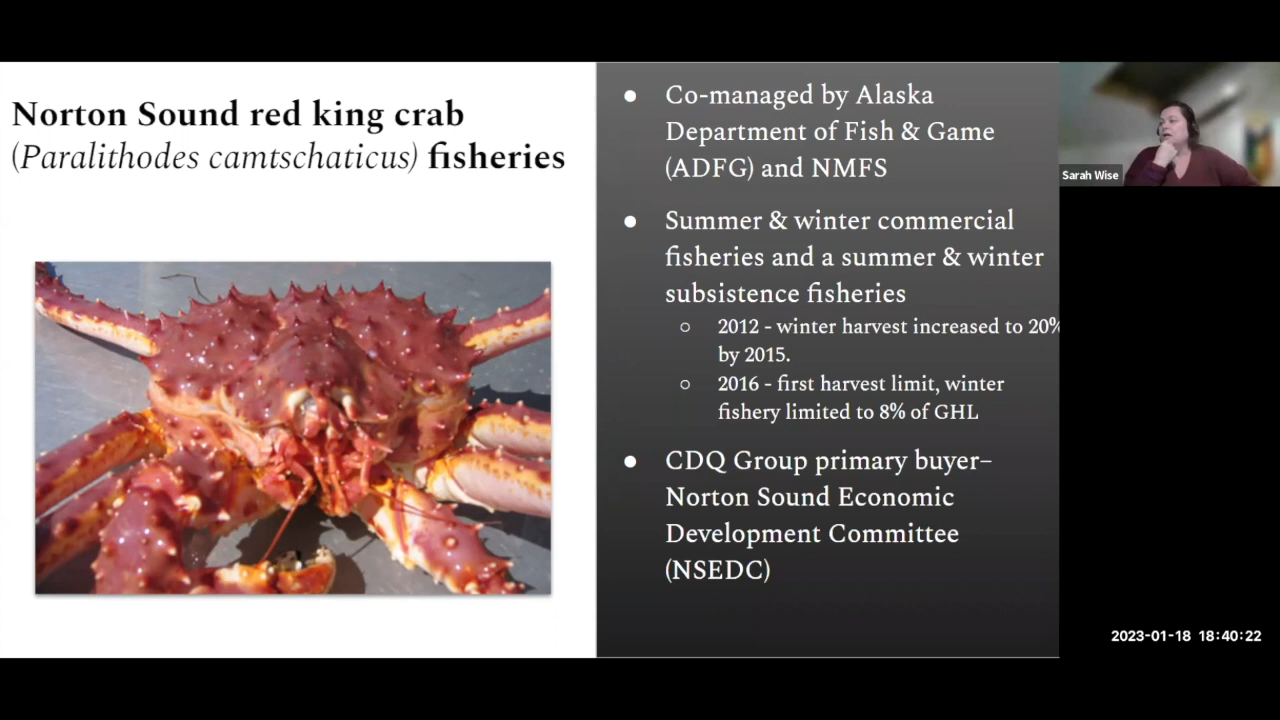 Norton Sound red king crab
(Paralithodes camtschaticus) fisheries
● Co-managed by Alaska
Department of Fish & Game
(ADFG) and NMFS
● Summer & winter commercial
fisheries and a summer & winter
subsistence fisheries
○ 2012 - winter harvest increased to 20%
by 2015.
○ 2016 - first harvest limit, winter
fishery limited to 8% of GHL
● CDQ Group primary buyer–
Norton Sound Economic
Development Committee
(NSEDC)
Sarah Wise
2023-01-18 18:40:22